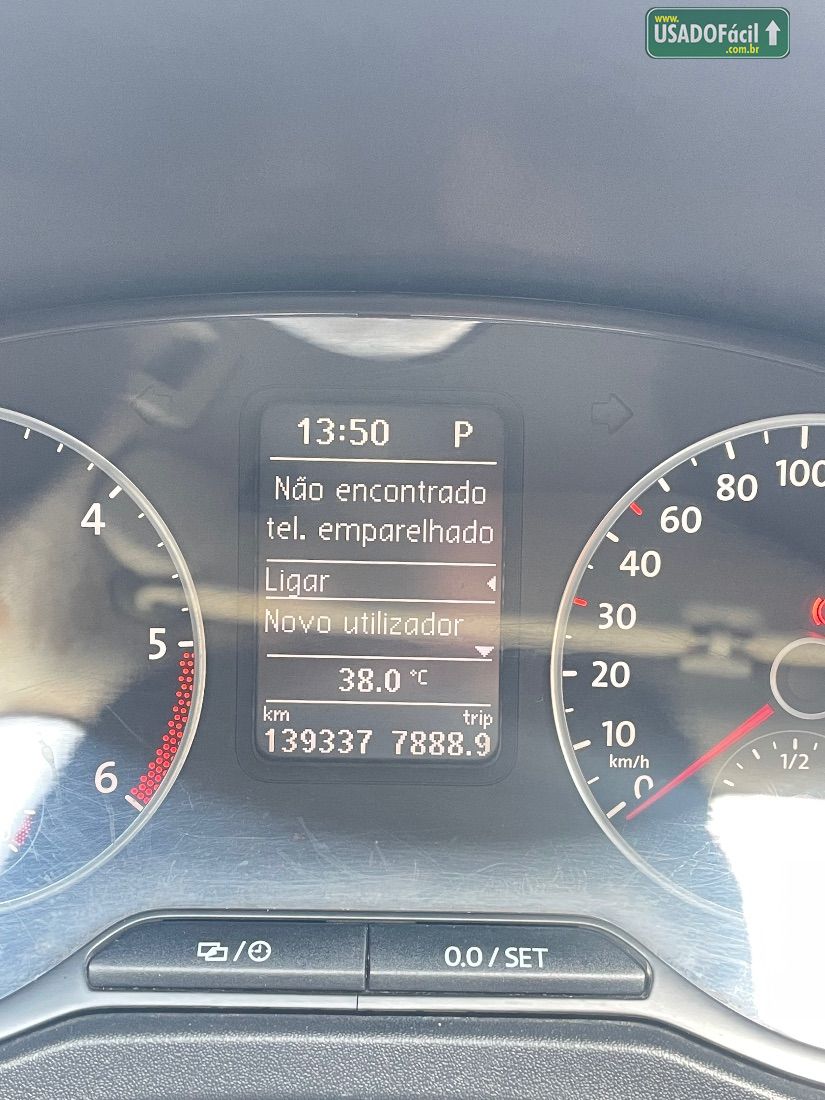 www.
USADOFácil
.com.br
13:50 P
Não encontrado
tel. emparelhado
Ligar
Novo utilizador
38.0 °C
km trip
139337 7888.9
4
5
6
100
80
60
40
30
20
10
km/h
0
1/2
0.0 / SET